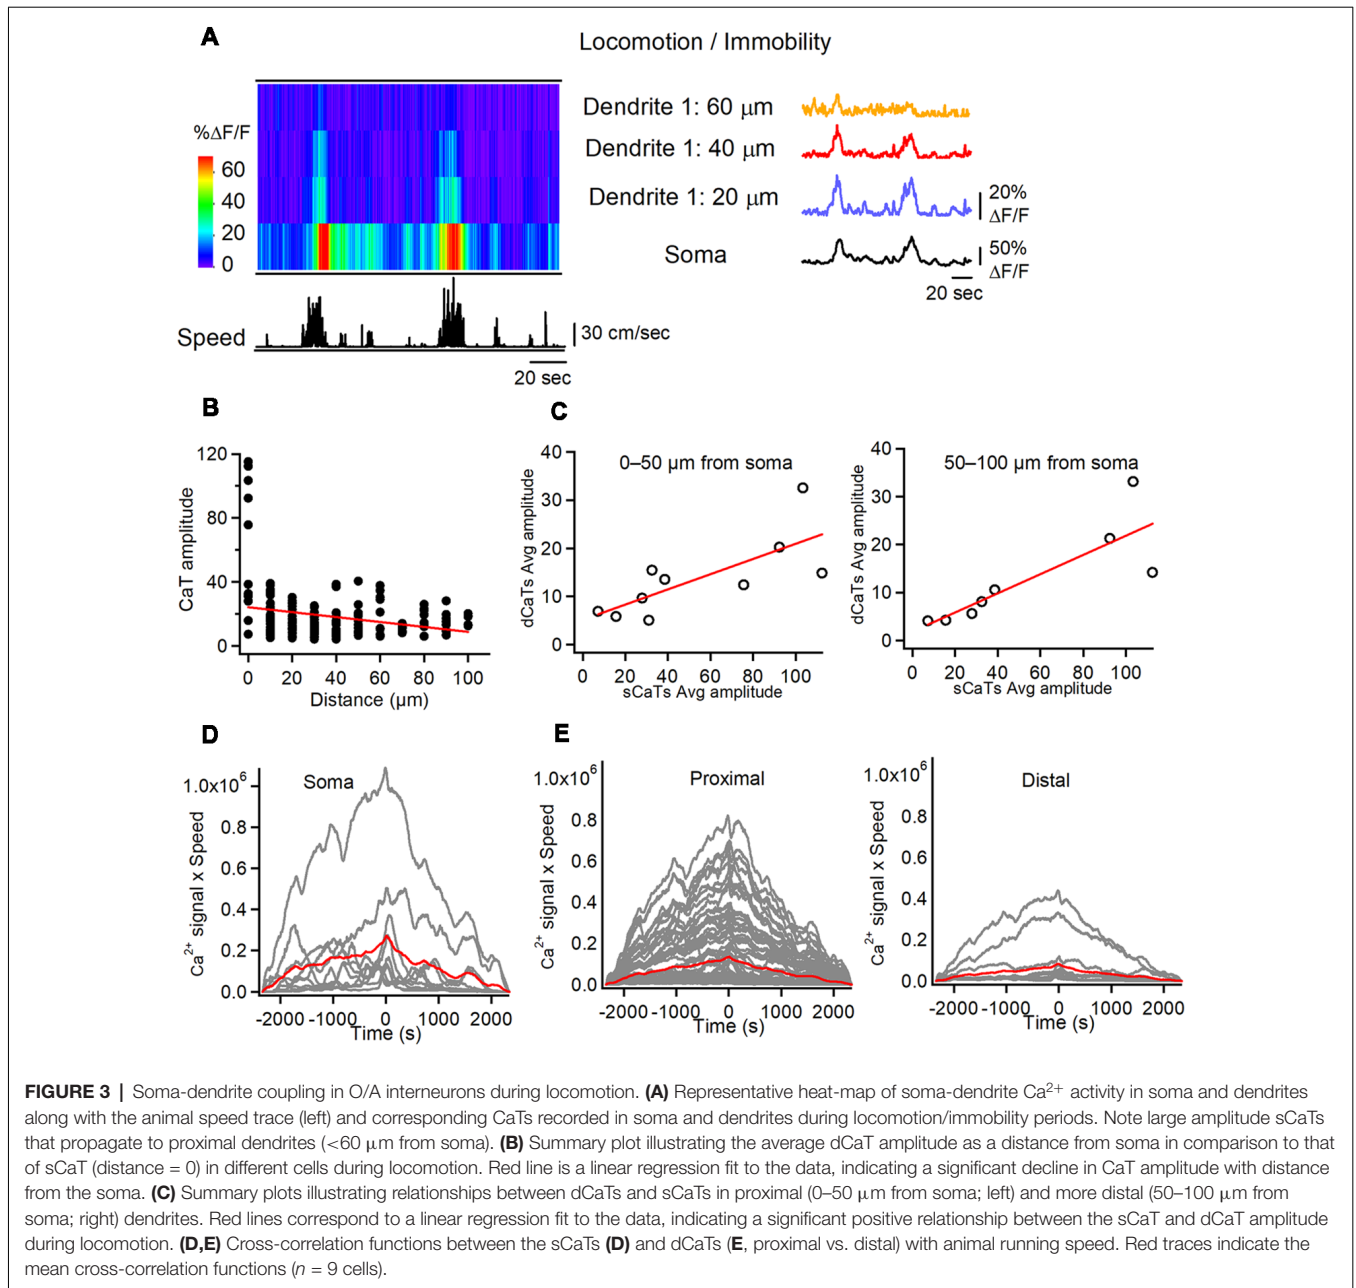 A
Locomotion / Immobility
%ΔF/F
60
40
20
0
Dendrite 1: 60 μm
Dendrite 1: 40 μm
Dendrite 1: 20 μm
20%
ΔF/F
Soma
50%
ΔF/F
20 sec
Speed
30 cm/sec
20 sec
B
CaT amplitude
120
80
40
0
0 20 40 60 80 100
Distance (μm)
C
dCaTs Avg amplitude
40
30
20
10
0
0–50 μm from soma
0 20 40 60 80 100
sCaTs Avg amplitude
dCaTs Avg amplitude
40
30
20
10
0
50–100 μm from soma
0 20 40 60 80 100
sCaTs Avg amplitude
D
Ca²⁺ signal x Speed
1.0x10⁶
0.8
0.6
0.4
0.2
0.0
Soma
-2000 -1000 0 1000 2000
Time (s)
E
Ca²⁺ signal x Speed
1.0x10⁶
0.8
0.6
0.4
0.2
0.0
Proximal
-2000 -1000 0 1000 2000
Time (s)
Ca²⁺ signal x Speed
1.0x10⁶
0.8
0.6
0.4
0.2
0.0
Distal
-2000 -1000 0 1000 2000
Time (s)
FIGURE 3 | Soma-dendrite coupling in O/A interneurons during locomotion. (A) Representative heat-map of soma-dendrite Ca²⁺ activity in soma and dendrites
along with the animal speed trace (left) and corresponding CaTs recorded in soma and dendrites during locomotion/immobility periods. Note large amplitude sCaTs
that propagate to proximal dendrites (<60 μm from soma). (B) Summary plot illustrating the average dCaT amplitude as a distance from soma in comparison to that
of sCaT (distance = 0) in different cells during locomotion. Red line is a linear regression fit to the data, indicating a significant decline in CaT amplitude with distance
from the soma. (C) Summary plots illustrating relationships between dCaTs and sCaTs in proximal (0–50 μm from soma; left) and more distal (50–100 μm from
soma; right) dendrites. Red lines correspond to a linear regression fit to the data, indicating a significant positive relationship between the sCaT and dCaT amplitude
during locomotion. (D,E) Cross-correlation functions between the sCaTs (D) and dCaTs (E, proximal vs. distal) with animal running speed. Red traces indicate the
mean cross-correlation functions (n = 9 cells).